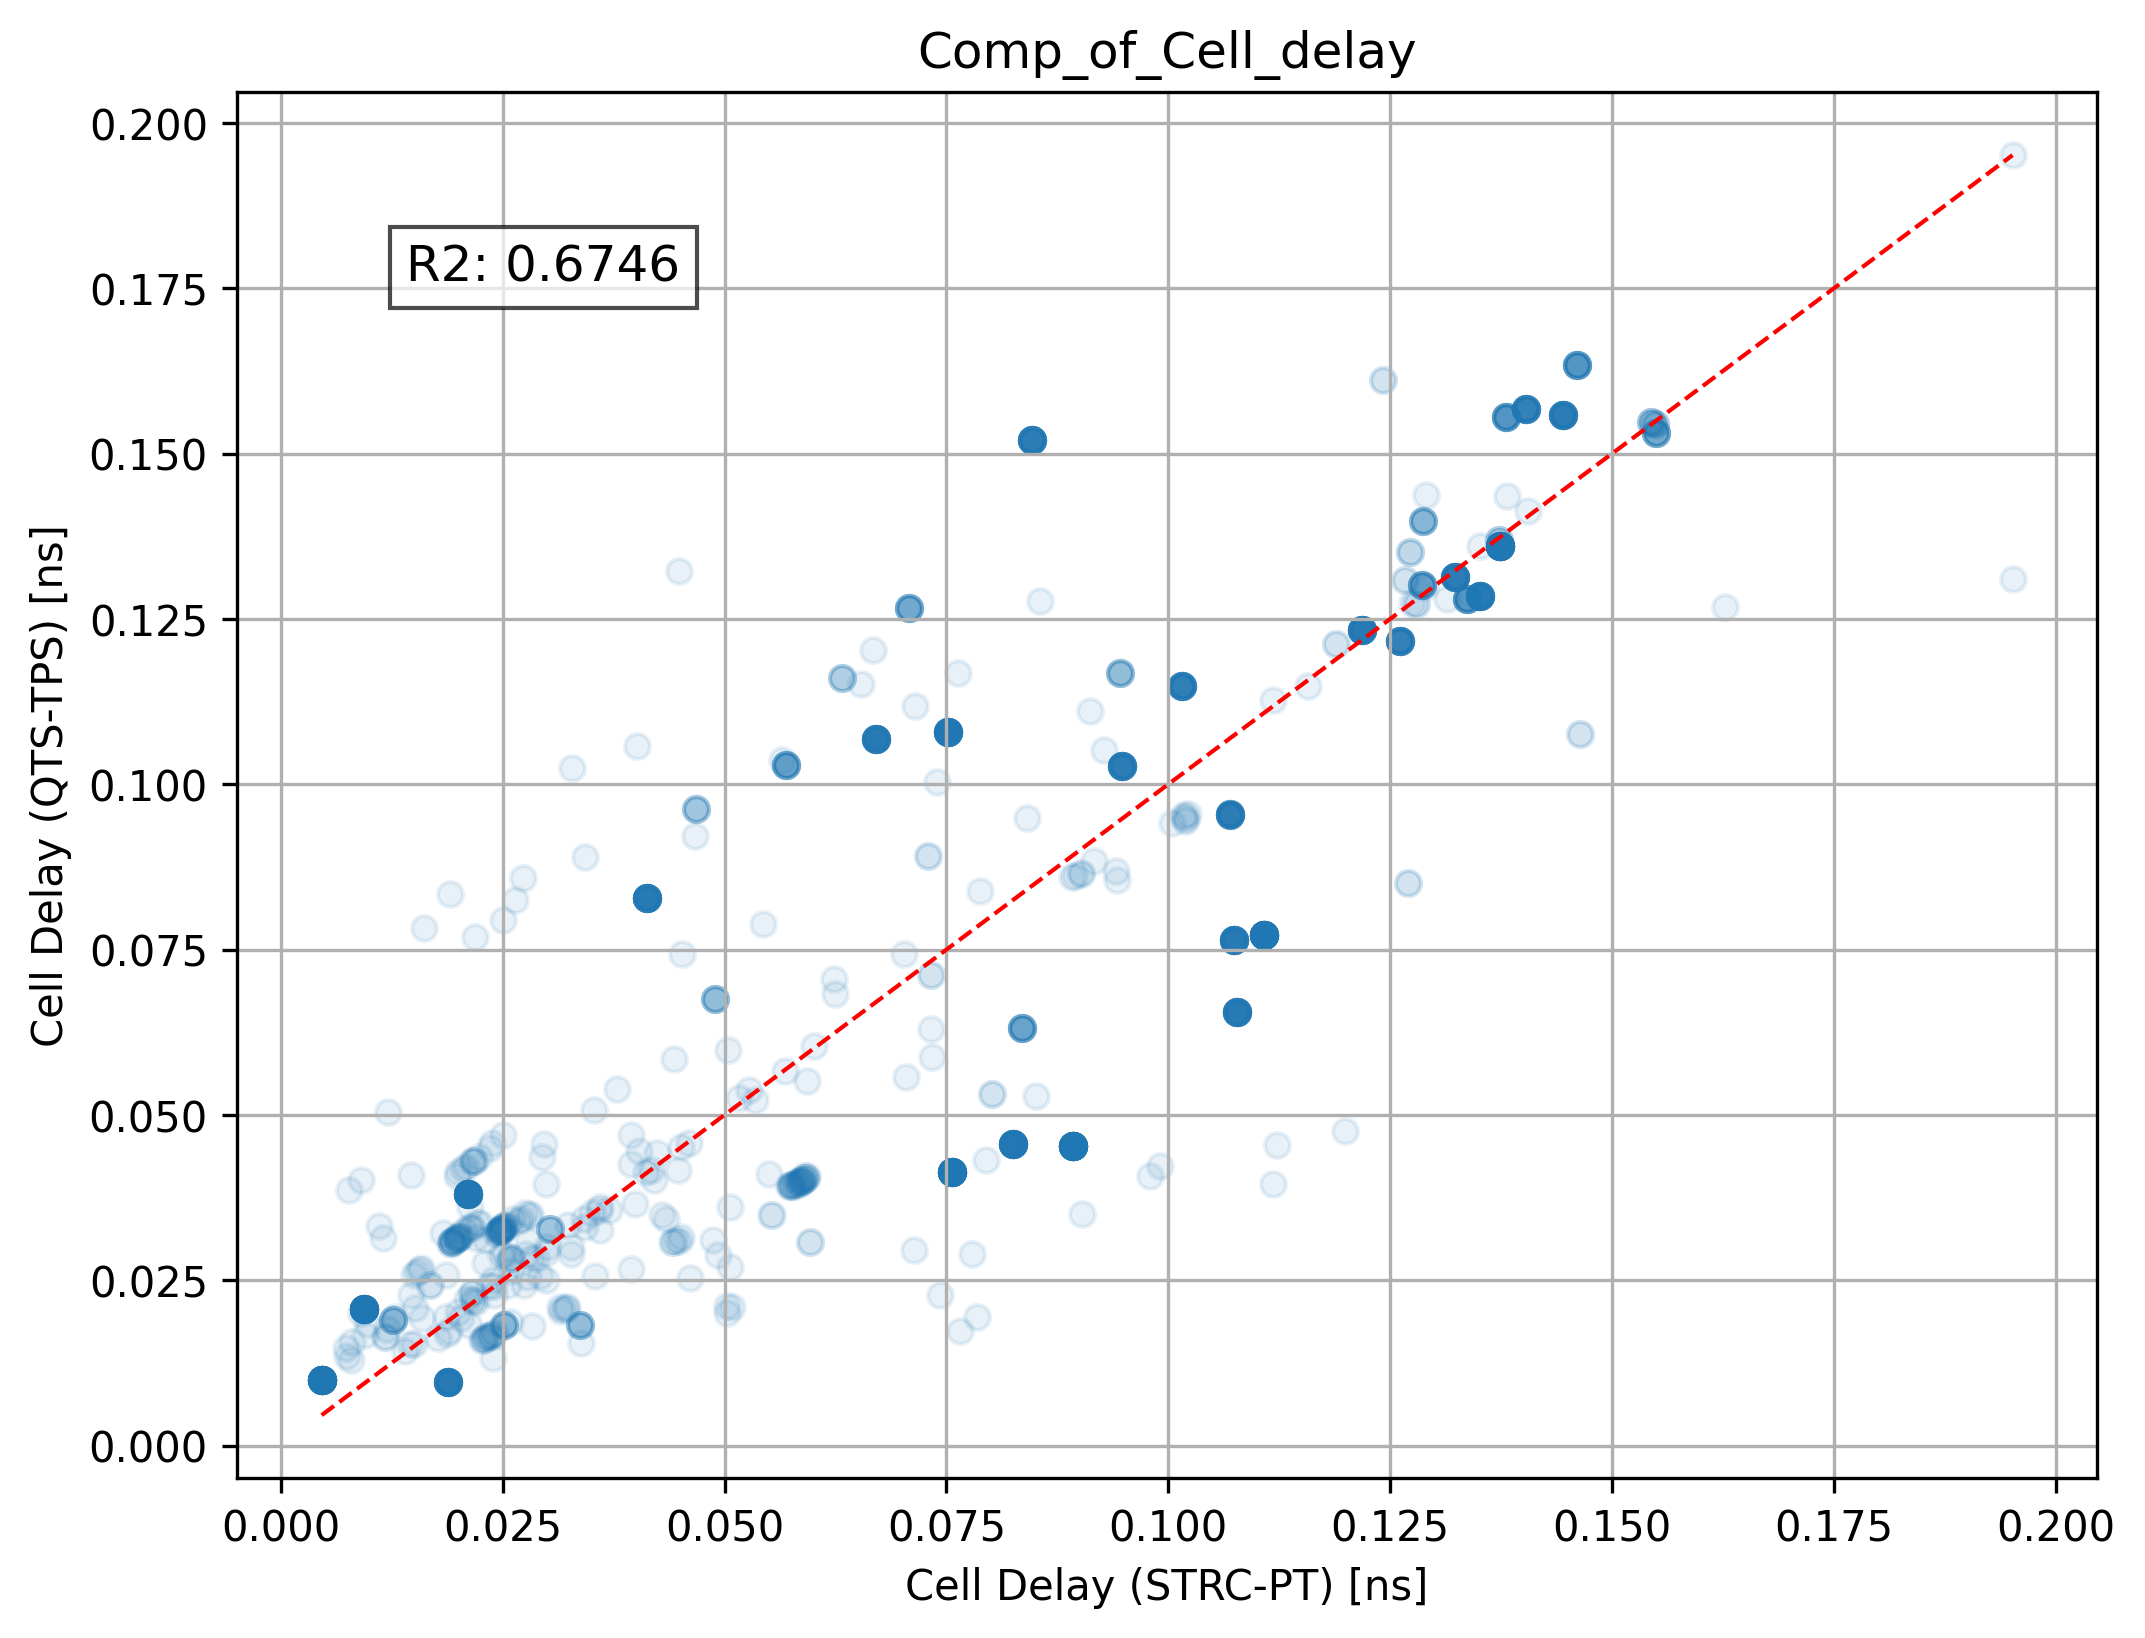 Comp_of_Cell_delay
R2: 0.6746
Cell Delay (QTS-TPS) [ns]
0.200
0.175
0.150
0.125
0.100
0.075
0.050
0.025
0.000
0.000 0.025 0.050 0.075 0.100 0.125 0.150 0.175 0.200
Cell Delay (STRC-PT) [ns]